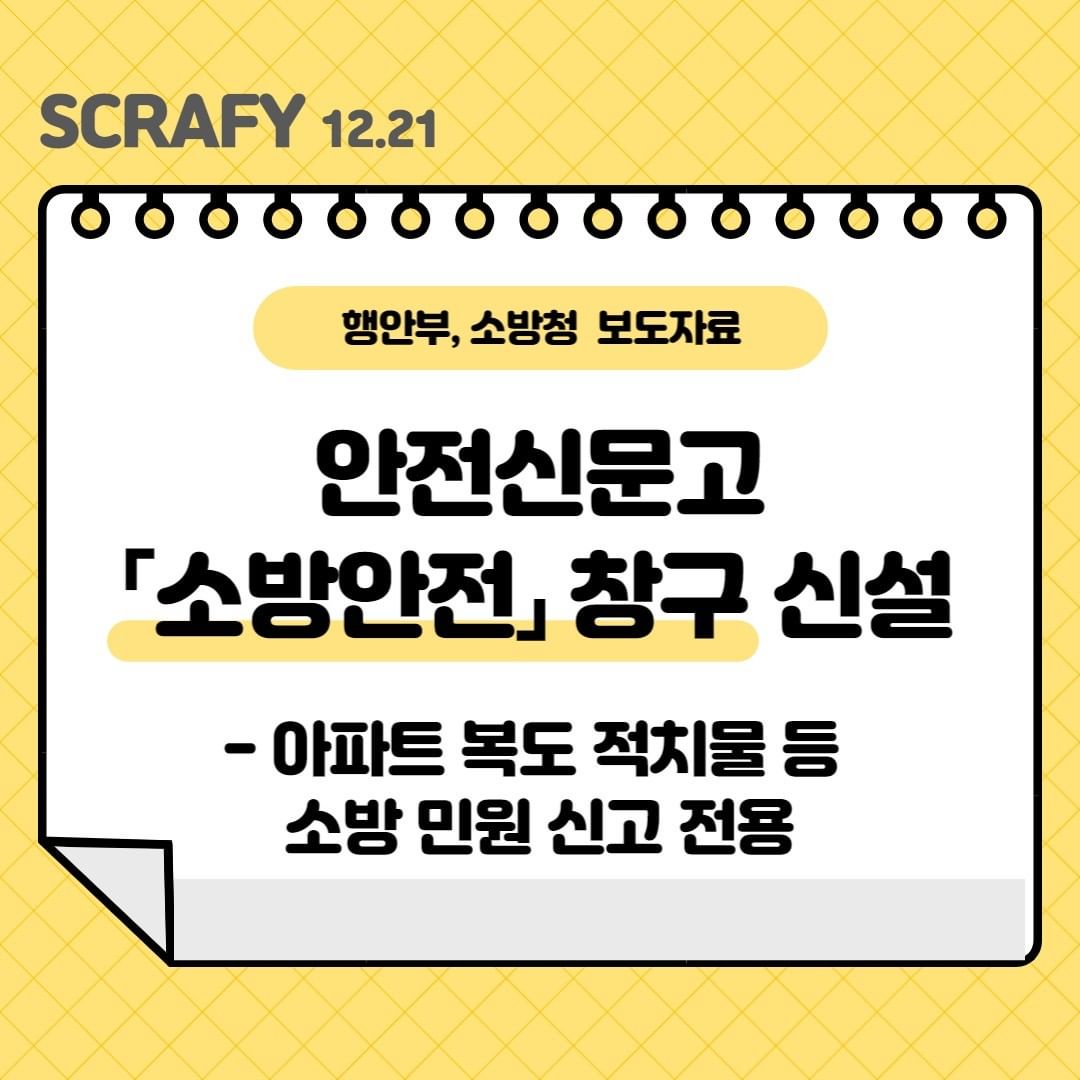 SCRAFY 12.21
행안부, 소방청 보도자료
안전신문고
「소방안전」 창구 신설
- 아파트 복도 적치물 등
소방 민원 신고 전용